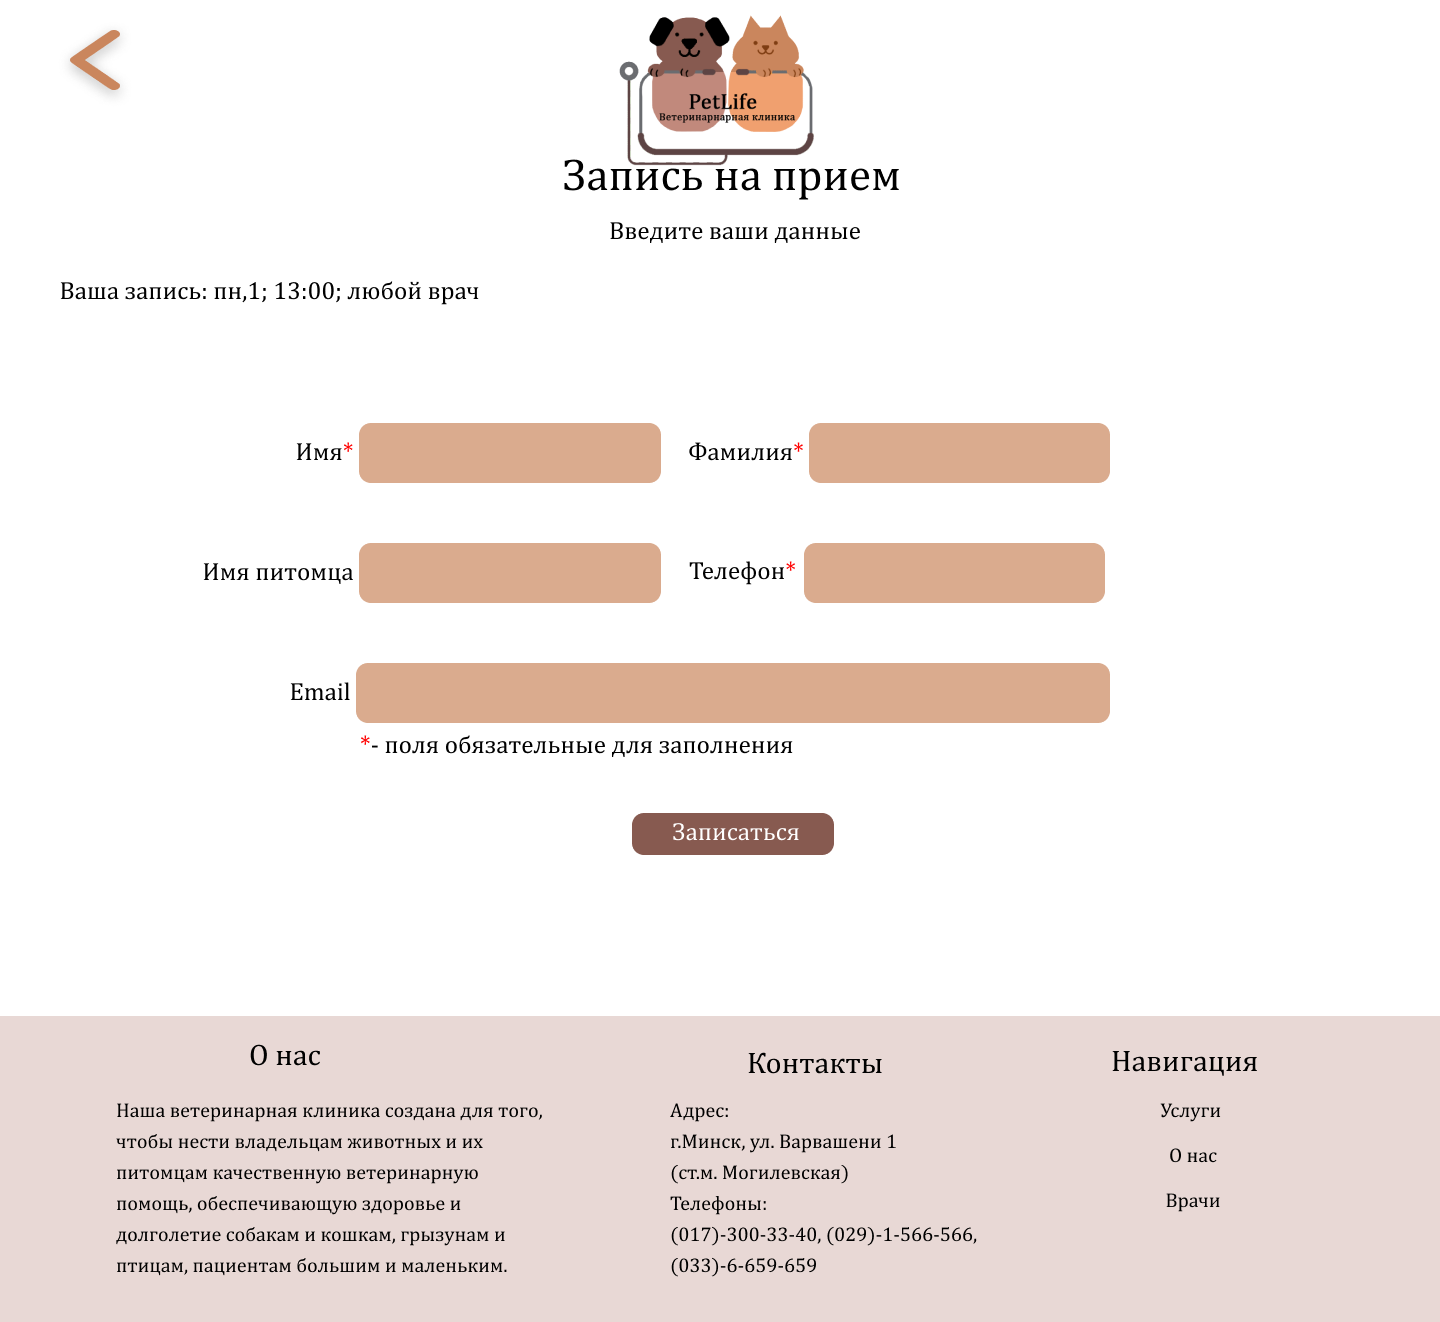 PetLife
Ветеринарнарная клиника
Запись на прием
Введите ваши данные
Ваша запись: пн,1; 13:00; любой врач
Имя*
Фамилия*
Имя питомца
Телефон*
Email
*- поля обязательные для заполнения
Записаться
О нас
Наша ветеринарная клиника создана для того,
чтобы нести владельцам животных и их
питомцам качественную ветеринарную
помощь, обеспечивающую здоровье и
долголетие собакам и кошкам, грызунам и
птицам, пациентам большим и маленьким.
Контакты
Адрес:
г.Минск, ул. Варвашени 1
(ст.м. Могилевская)
Телефоны:
(017)-300-33-40, (029)-1-566-566,
(033)-6-659-659
Навигация
Услуги
О нас
Врачи